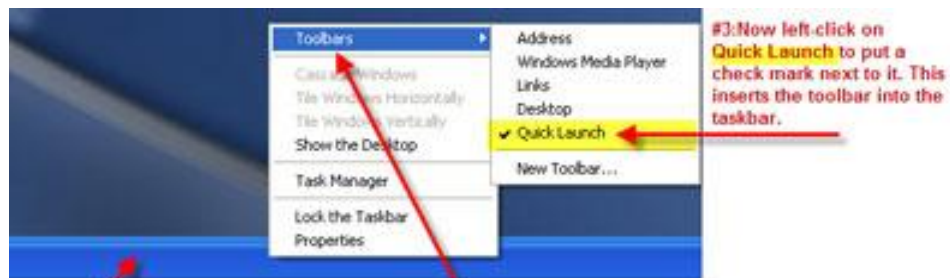 Toolbars
Cascade Windows
Tile Windows Horizontally
Tile Windows Vertically
Show the Desktop
Task Manager
Lock the Taskbar
Properties
Address
Windows Media Player
Links
Desktop
Quick Launch
New Toolbar...
#3:Now left-click on
Quick Launch to put a
check mark next to it. This
inserts the toolbar into the
taskbar.